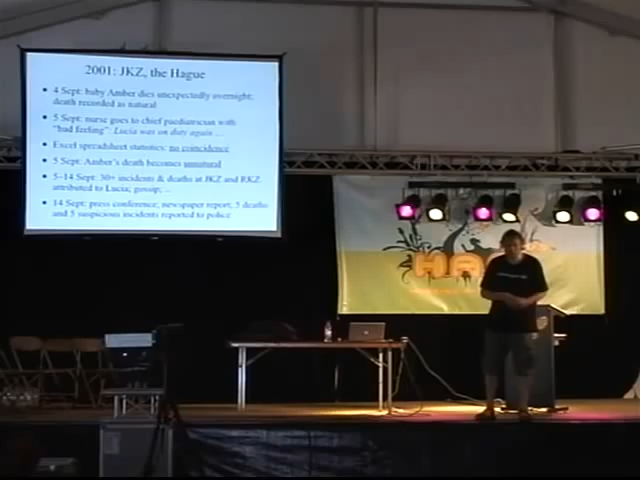 2001: JKZ, the Hague
• 4 Sept: baby Amber dies unexpectedly overnight;
death recorded as natural
• 5 Sept: nurse goes to chief paediatrician with
"bad feeling": Lucia was on duty again ...
• Excel spreadsheet statistics: no coincidence
• 5 Sept: Amber's death becomes unnatural
• 5–14 Sept: 30+ incidents & deaths at JKZ and RKZ
attributed to Lucia; gossip; ...
• 14 Sept: press conference; newspaper report; 5 deaths
and 5 suspicious incidents reported to police
HA